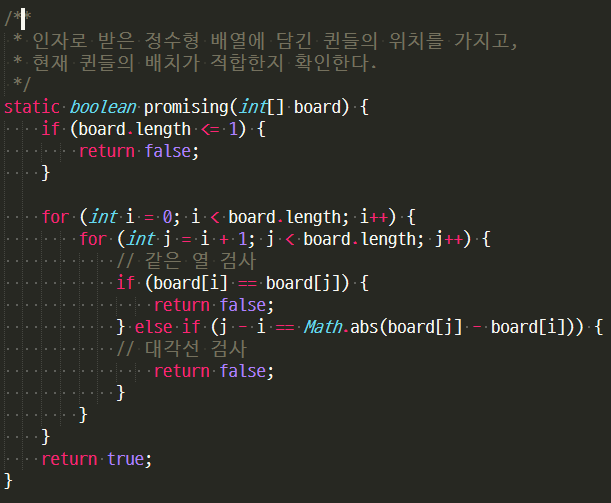 /**
 * 인자로 받은 정수형 배열에 담긴 퀸들의 위치를 가지고,
 * 현재 퀸들의 배치가 적합한지 확인한다.
 */
static boolean promising(int[] board) {
    if (board.length <= 1) {
        return false;
    }

    for (int i = 0; i < board.length; i++) {
        for (int j = i + 1; j < board.length; j++) {
            // 같은 열 검사
            if (board[i] == board[j]) {
                return false;
            } else if (j - i == Math.abs(board[j] - board[i])) {
            // 대각선 검사
                return false;
            }
        }
    }
    return true;
}